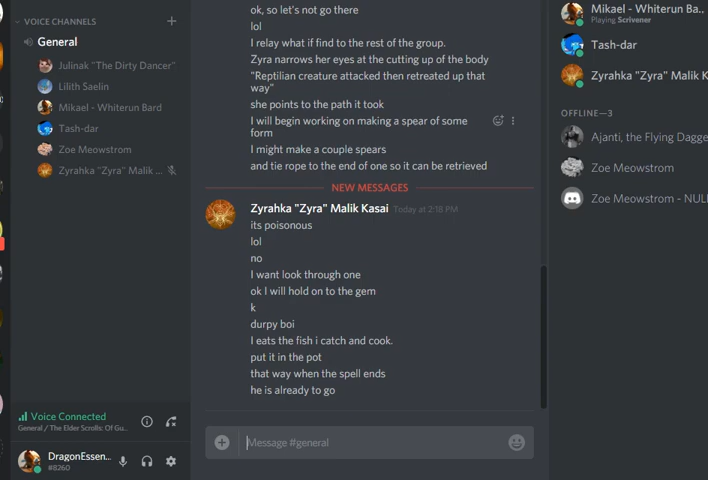 VOICE CHANNELS
General
Julinak "The Dirty Dancer"
Lilith Saelin
Mikael - Whiterun Bard
Tash-dar
Zoe Meowstrom
Zyrahka "Zyra" Malik ...
Voice Connected
General / The Elder Scrolls: Of Gu...
DragonEssen...
#8260
ok, so let's not go there
lol
I relay what if find to the rest of the group.
Zyra narrows her eyes at the cutting up of the body
"Reptilian creature attacked then retreated up that
way"
she points to the path it took
I will begin working on making a spear of some
form
I might make a couple spears
and tie rope to the end of one so it can be retrieved
NEW MESSAGES
Zyrahka "Zyra" Malik Kasai Today at 2:18 PM
its poisonous
lol
no
I want look through one
ok I will hold on to the gem
k
durpy boi
I eats the fish i catch and cook.
put it in the pot
that way when the spell ends
he is already to go
Message #general
Mikael - Whiterun Ba..
Playing Scrivener
Tash-dar
Zyrahka "Zyra" Malik K
OFFLINE—3
Ajanti, the Flying Dagge
Zoe Meowstrom
Zoe Meowstrom - NUL